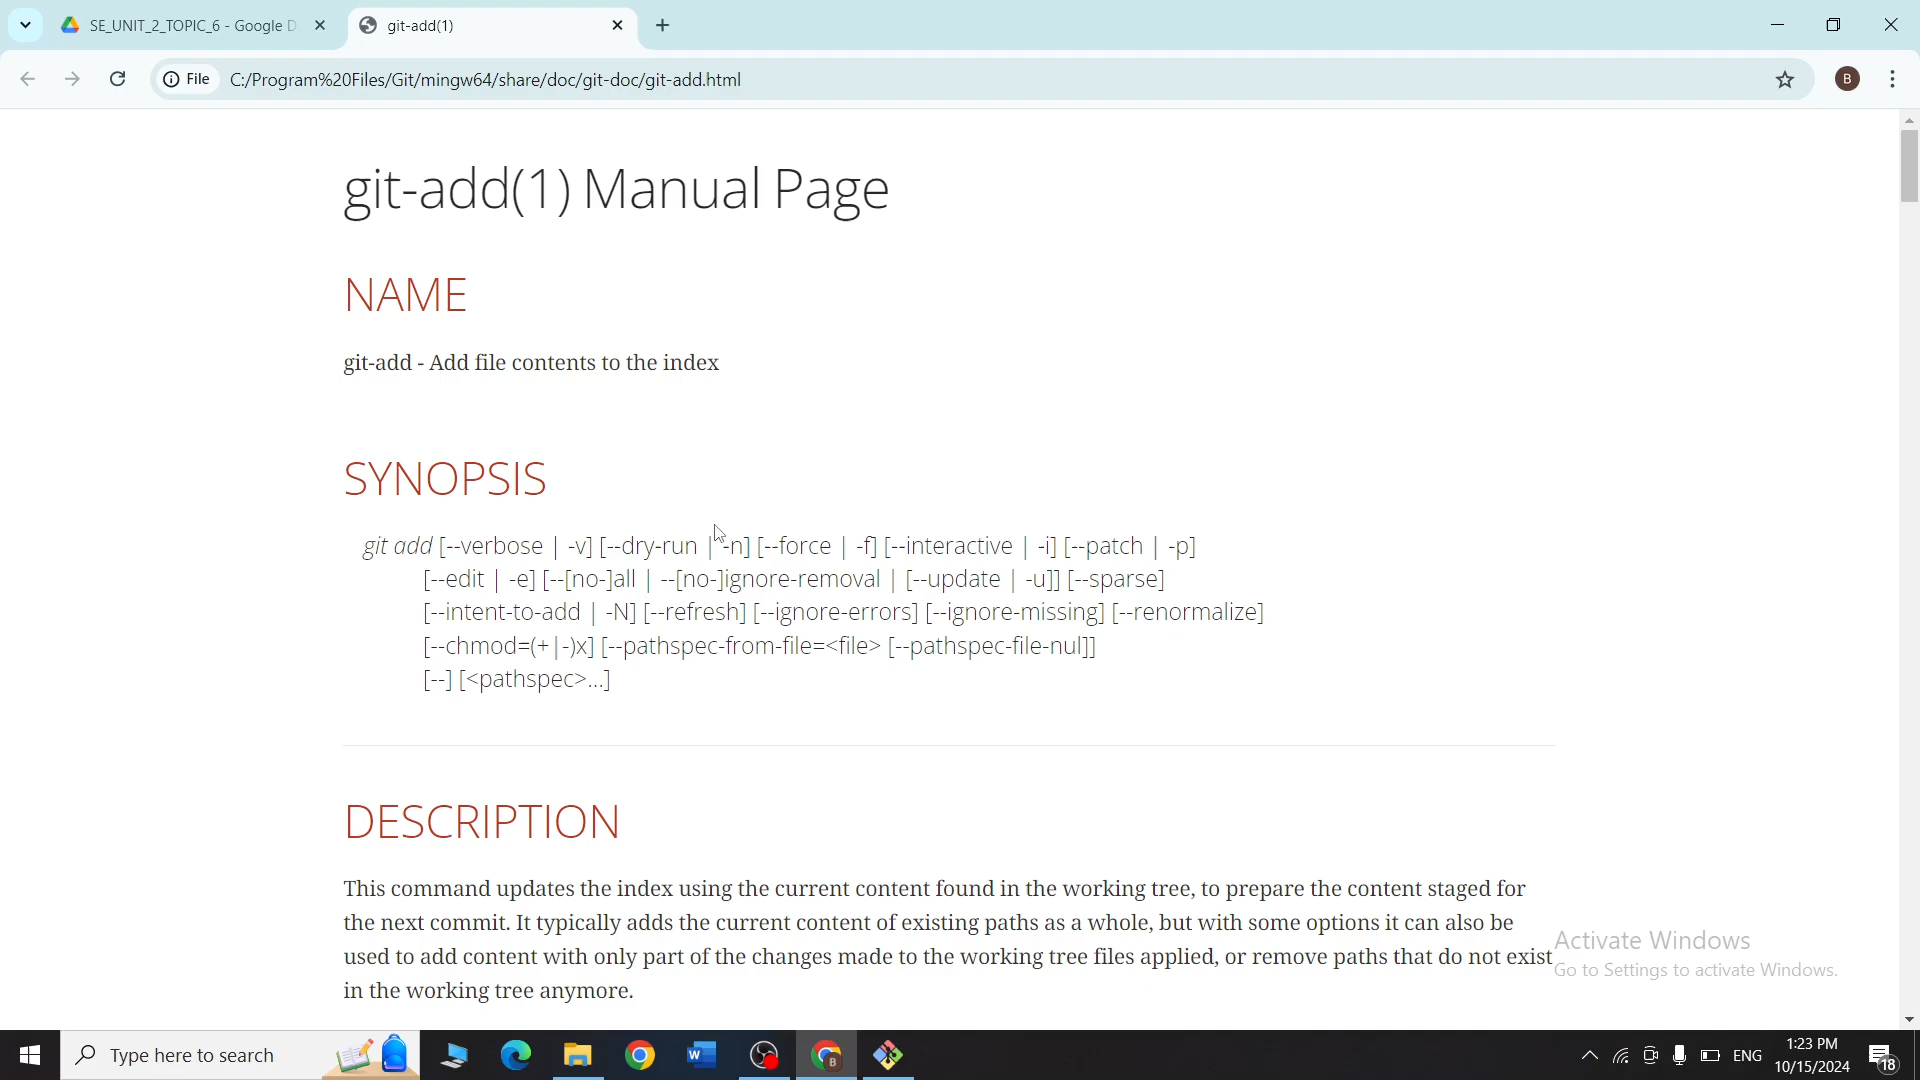 SE_UNIT_2_TOPIC_6 - Google D
git-add(1)
File
C:/Program%20Files/Git/mingw64/share/doc/git-doc/git-add.html
B
git-add(1) Manual Page
NAME
git-add - Add file contents to the index
SYNOPSIS
git add [--verbose | -v] [--dry-run | -n] [--force | -f] [--interactive | -i] [--patch | -p]
[--edit | -e] [--[no-]all | --[no-]ignore-removal | [--update | -u]] [--sparse]
[--intent-to-add | -N] [--refresh] [--ignore-errors] [--ignore-missing] [--renormalize]
[--chmod=(+|-)x] [--pathspec-from-file=<file> [--pathspec-file-nul]]
[--] [<pathspec>...]
DESCRIPTION
This command updates the index using the current content found in the working tree, to prepare the content staged for
the next commit. It typically adds the current content of existing paths as a whole, but with some options it can also be
used to add content with only part of the changes made to the working tree files applied, or remove paths that do not exist
in the working tree anymore.
Activate Windows
Go to Settings to activate Windows.
Type here to search
ENG
1:23 PM
10/15/2024
18